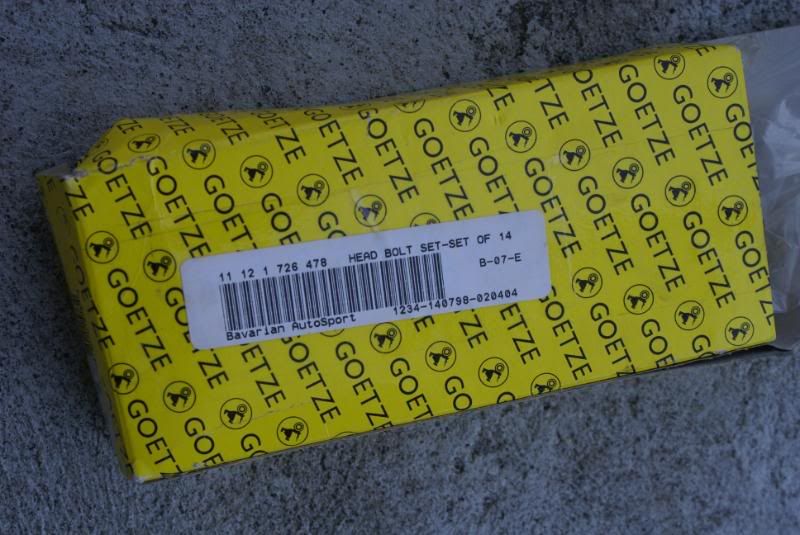 11 12 1 726 478 HEAD BOLT SET-SET OF 14
B-07-E
1234-140798-020404
Bavarian AutoSport
GOETZE